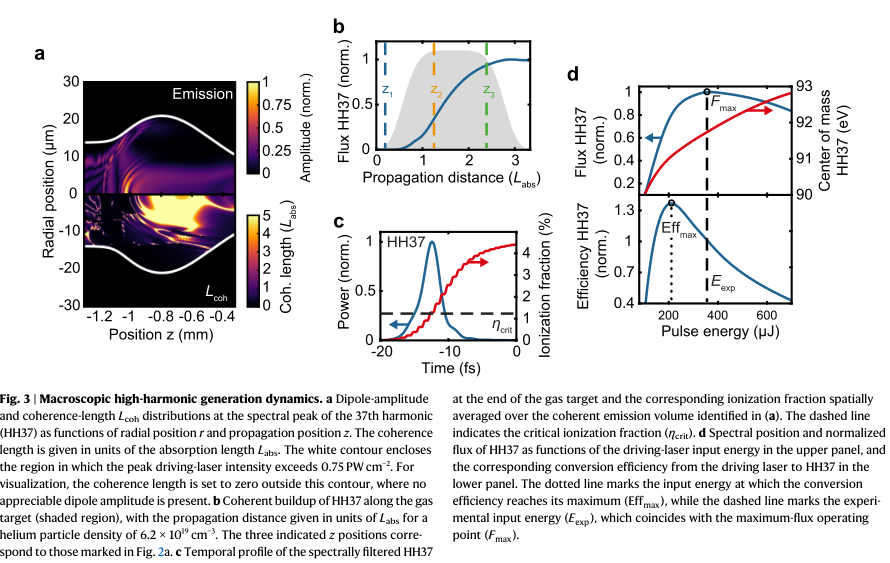 a
Emission
30
20
10
0
-10
-20
-30
Radial position (µm)
-1.2 -1 -0.8 -0.6 -0.4
Position z (mm)
L_coh
1
0.75
0.5
0.25
0
Amplitude (norm.)
5
4
3
2
1
0
Coh. length (L_abs)
b
1
0.5
0
Flux HH37 (norm.)
z_1
z_2
z_3
0 1 2 3
Propagation distance (L_abs)
c
HH37
1
0.5
0
Power (norm.)
4
3
2
1
0
Ionization fraction (%)
η_crit
-20 -10 0
Time (fs)
d
1
0.8
0.6
0.4
0.2
Flux HH37
(norm.)
F_max
93
92
91
90
Center of mass
HH37 (eV)
1.3
1
0.7
0.4
Efficiency HH37
(norm.)
Eff_max
E_exp
200 400 600
Pulse energy (µJ)
Fig. 3 | Macroscopic high-harmonic generation dynamics. a Dipole-amplitude
and coherence-length L_coh distributions at the spectral peak of the 37th harmonic
(HH37) as functions of radial position r and propagation position z. The coherence
length is given in units of the absorption length L_abs. The white contour encloses
the region in which the peak driving-laser intensity exceeds 0.75 PW cm⁻². For
visualization, the coherence length is set to zero outside this contour, where no
appreciable dipole amplitude is present. b Coherent buildup of HH37 along the gas
target (shaded region), with the propagation distance given in units of L_abs for a
helium particle density of 6.2 × 10¹⁹ cm⁻³. The three indicated z positions corre-
spond to those marked in Fig. 2a. c Temporal profile of the spectrally filtered HH37
at the end of the gas target and the corresponding ionization fraction spatially
averaged over the coherent emission volume identified in (a). The dashed line
indicates the critical ionization fraction (η_crit). d Spectral position and normalized
flux of HH37 as functions of the driving-laser input energy in the upper panel, and
the corresponding conversion efficiency from the driving laser to HH37 in the
lower panel. The dotted line marks the input energy at which the conversion
efficiency reaches its maximum (Eff_max), while the dashed line marks the experi-
mental input energy (E_exp), which coincides with the maximum-flux operating
point (F_max).